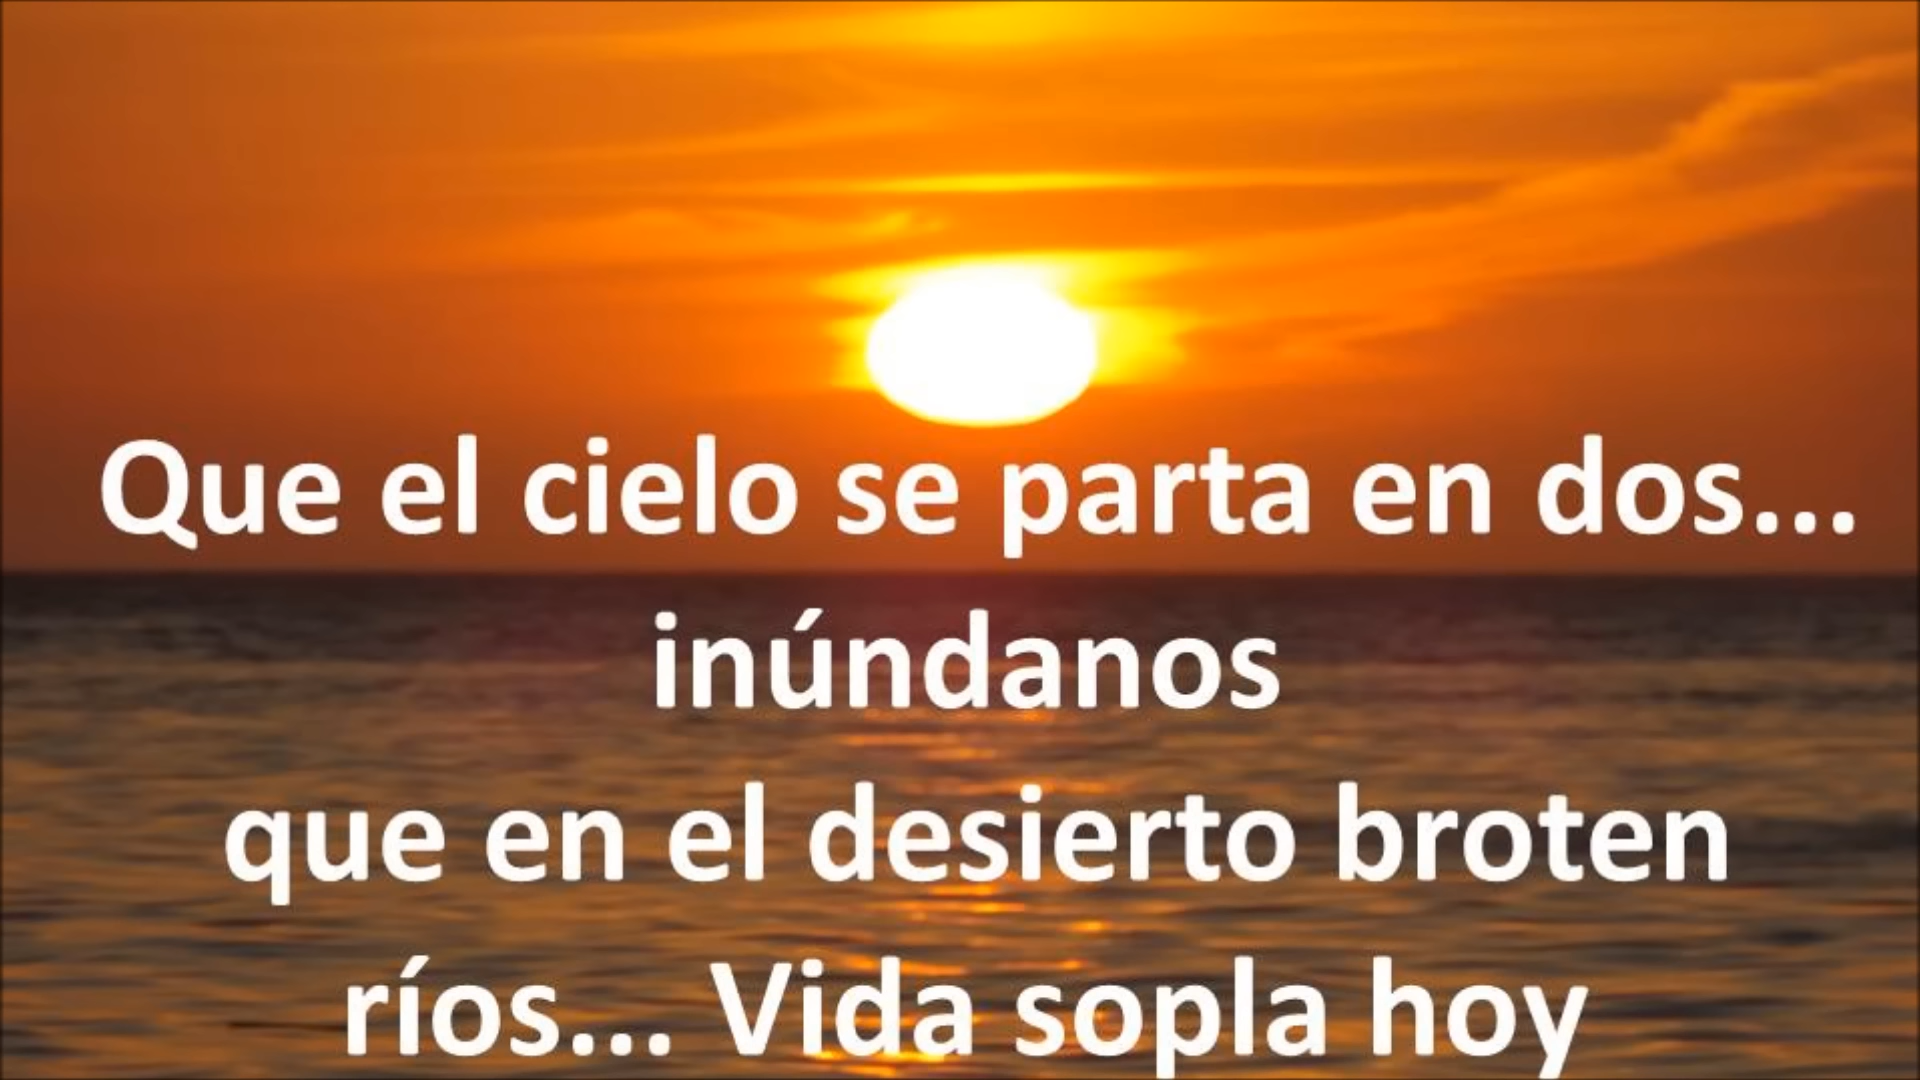 Que el cielo se parta en dos...
inúndanos
que en el desierto broten
ríos... Vida sopla hoy